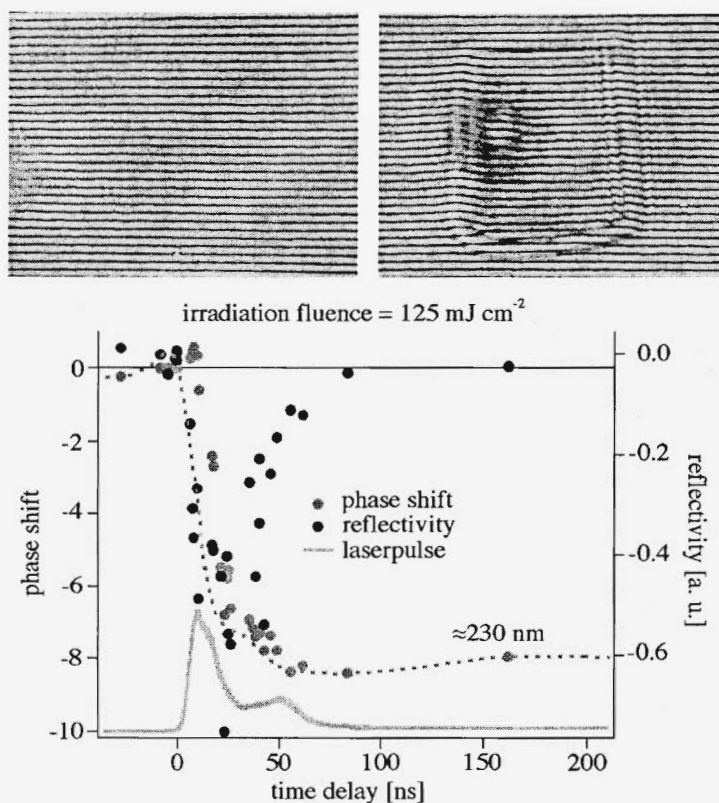 irradiation fluence = 125 mJ cm⁻²
0
-2
-4
-6
-8
-10
phase shift
0.0
-0.2
-0.4
-0.6
reflectivity [a. u.]
phase shift
reflectivity
laserpulse
≈230 nm
0
50
100
150
200
time delay [ns]